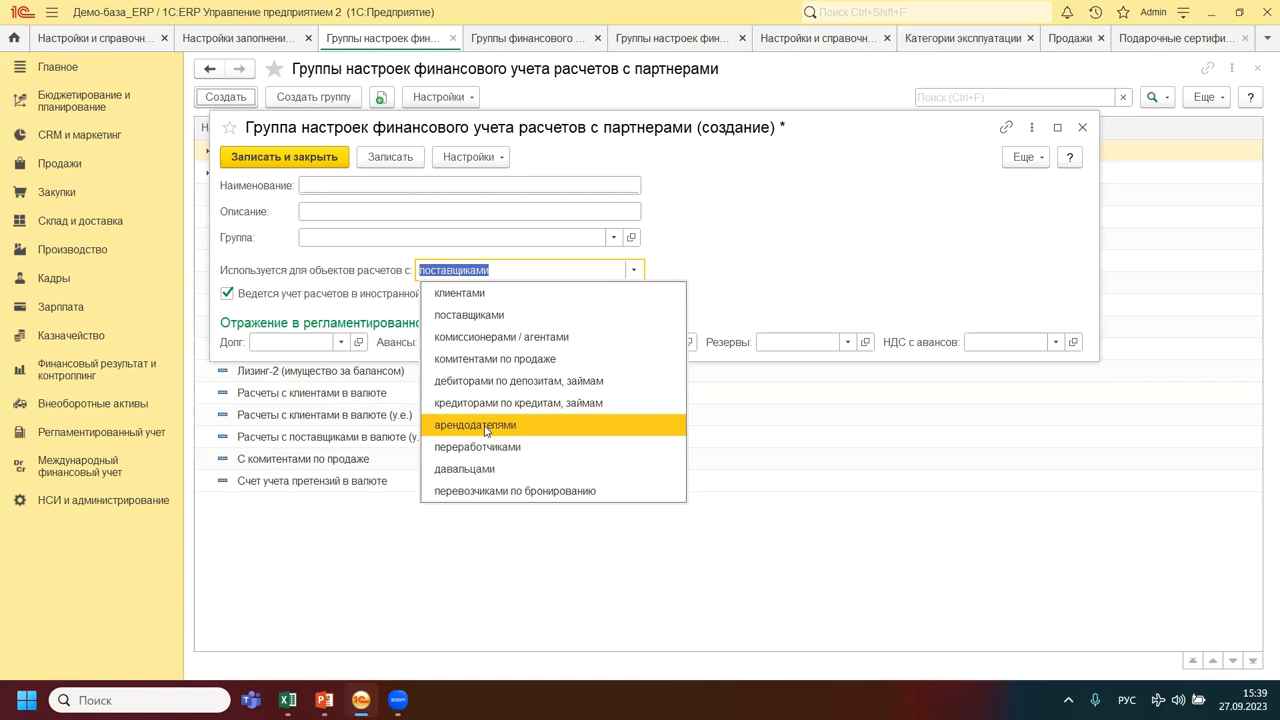 Демо-база_ERP / 1С:ERP Управление предприятием 2 (1С:Предприятие)
Поиск Ctrl+Shift+F
Admin
Настройки и справочн...
Настройки заполнени...
Группы настроек фин...
Группы финансового ...
Группы настроек фин...
Настройки и справочн...
Категории эксплуатации
Продажи
Подарочные сертифи...
Главное
Бюджетирование и
планирование
CRM и маркетинг
Продажи
Закупки
Склад и доставка
Производство
Кадры
Зарплата
Казначейство
Финансовый результат и
контроллинг
Внеоборотные активы
Регламентированный учет
Международный
финансовый учет
НСИ и администрирование
Группы настроек финансового учета расчетов с партнерами
Создать
Создать группу
Настройки
Поиск (Ctrl+F)
Еще
?
Н
Группа настроек финансового учета расчетов с партнерами (создание) *
Записать и закрыть
Записать
Настройки
Еще
?
Наименование:
Описание:
Группа:
Используется для объектов расчетов с:
поставщиками
Ведется учет расчетов в иностранной
Отражение в регламентированно
Долг:
Авансы:
Резервы:
НДС с авансов:
клиентами
поставщиками
комиссионерами / агентами
комитентами по продаже
дебиторами по депозитам, займам
кредиторами по кредитам, займам
арендодателями
переработчиками
давальцами
перевозчиками по бронированию
Лизинг-2 (имущество за балансом)
Расчеты с клиентами в валюте
Расчеты с клиентами в валюте (у.е.)
Расчеты с поставщиками в валюте (у.
С комитентами по продаже
Счет учета претензий в валюте
Поиск
zoom
РУС
15:39
27.09.2023